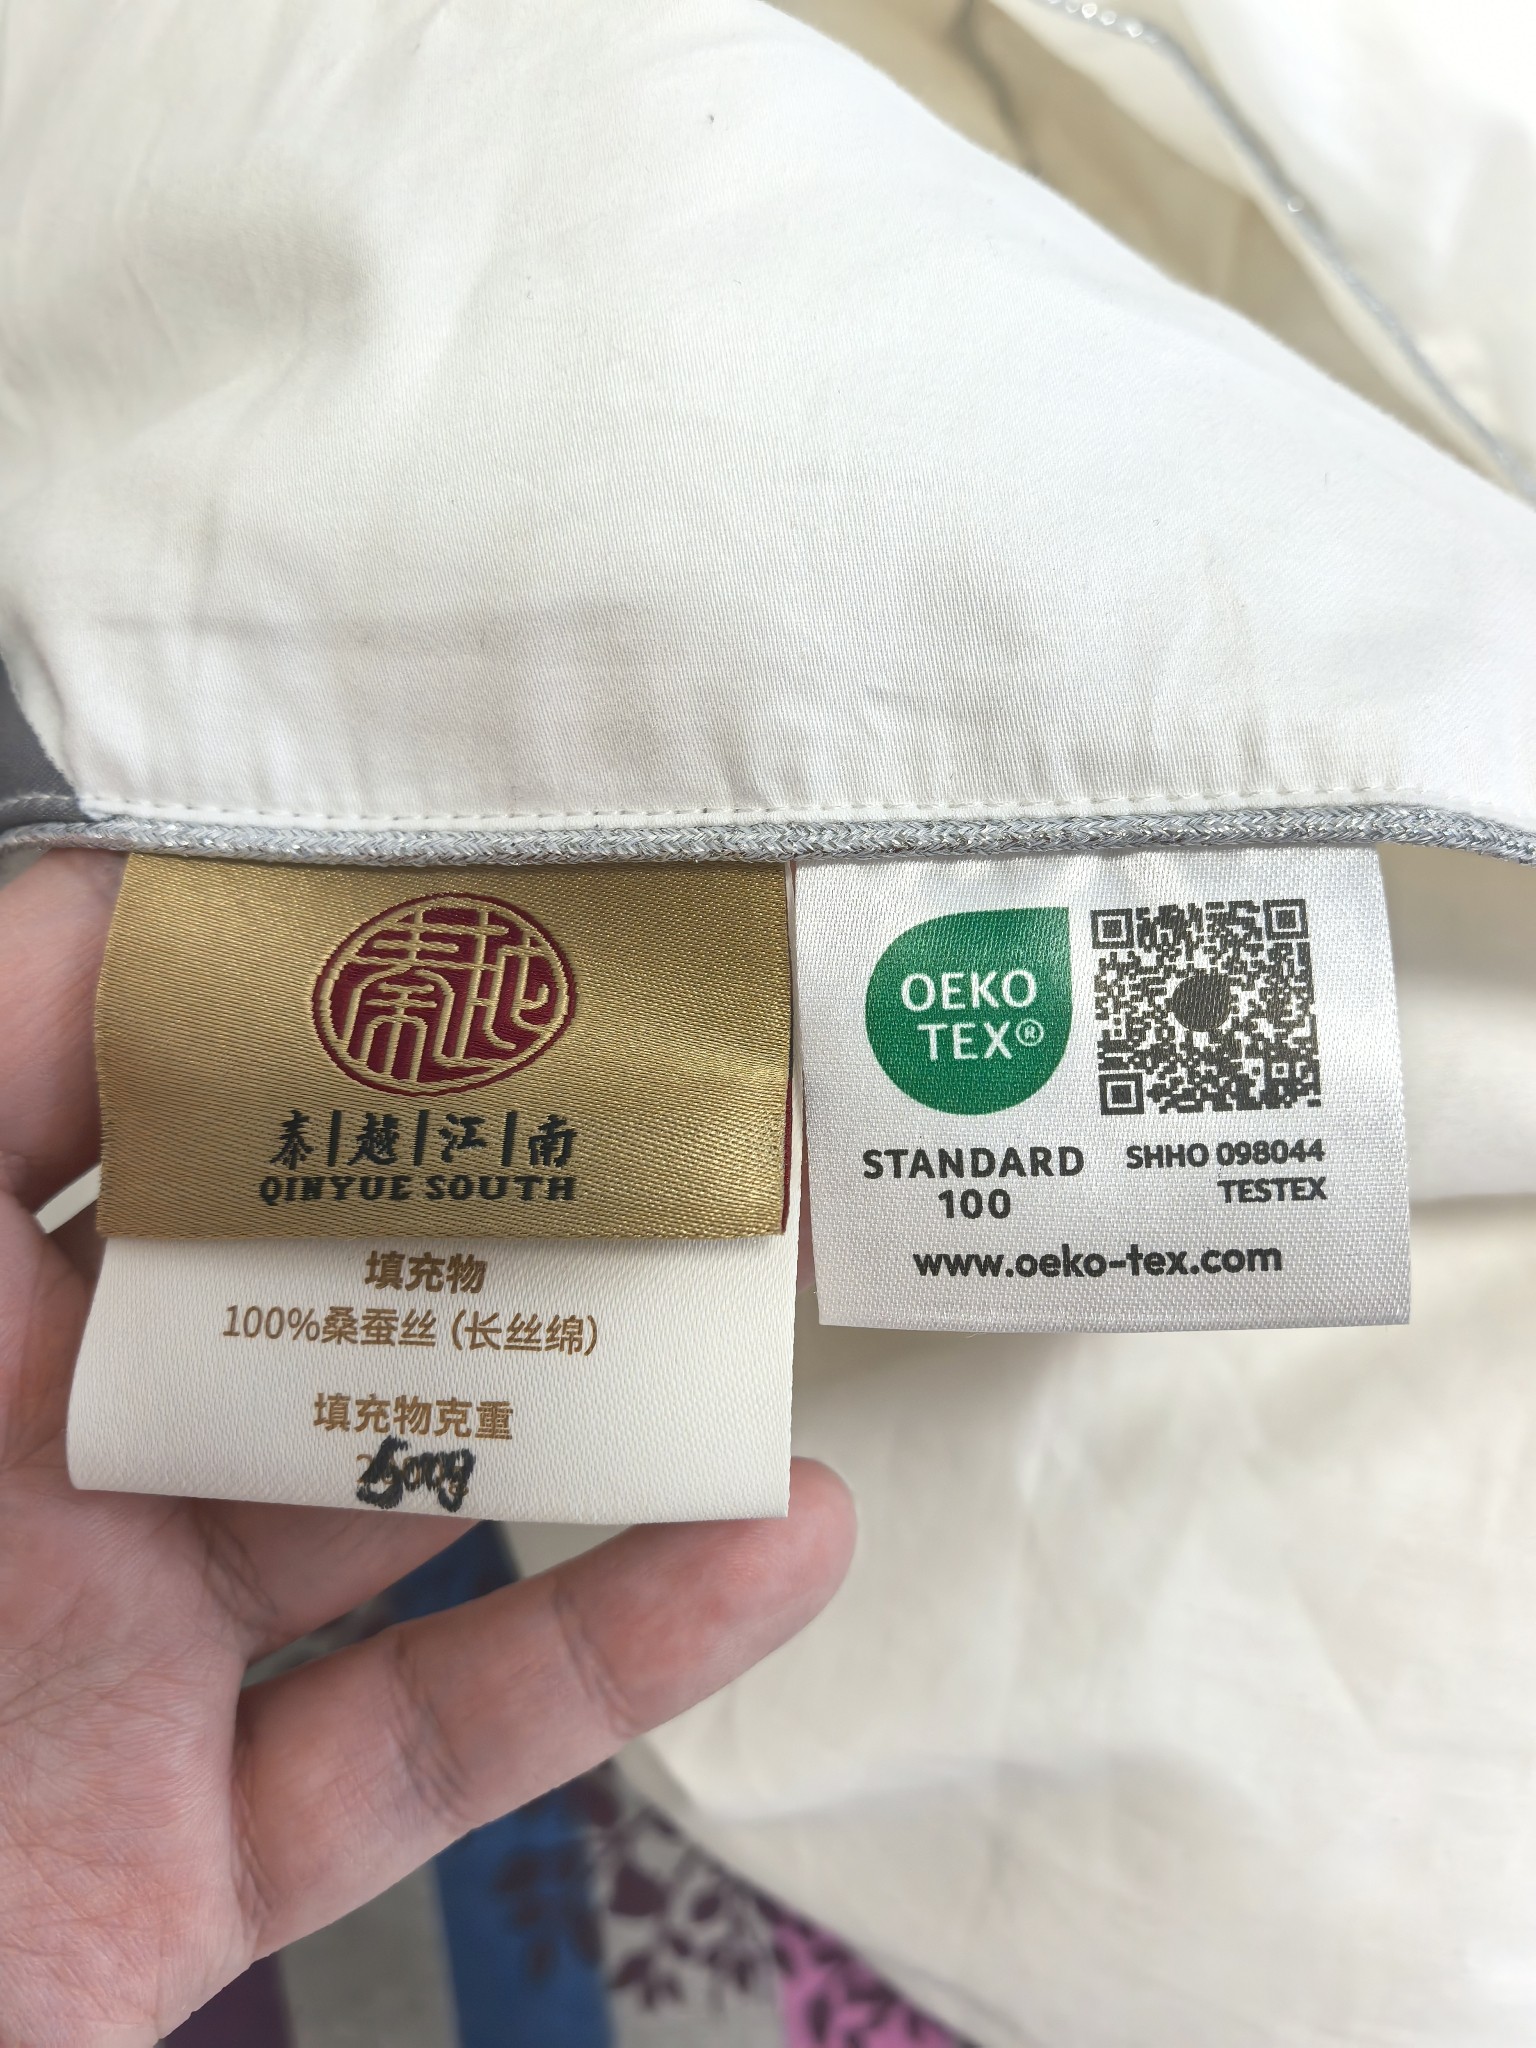 秦越江南
QINYUE SOUTH
填充物
100%桑蚕丝(长丝绵)
填充物克重
OEKO
TEX®
STANDARD
100
SHHO 098044
TESTEX
www.oeko-tex.com